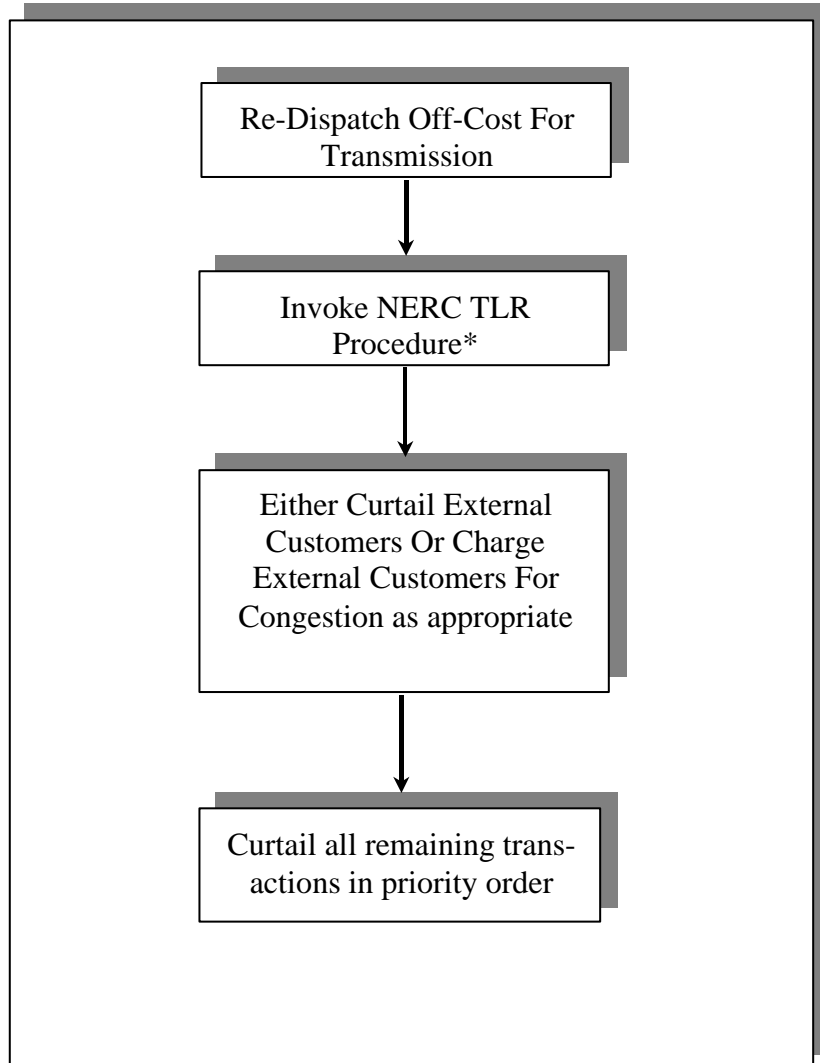 Re-Dispatch Off-Cost For
Transmission
Invoke NERC TLR
Procedure*
Either Curtail External
Customers Or Charge
External Customers For
Congestion as appropriate
Curtail all remaining trans-
actions in priority order